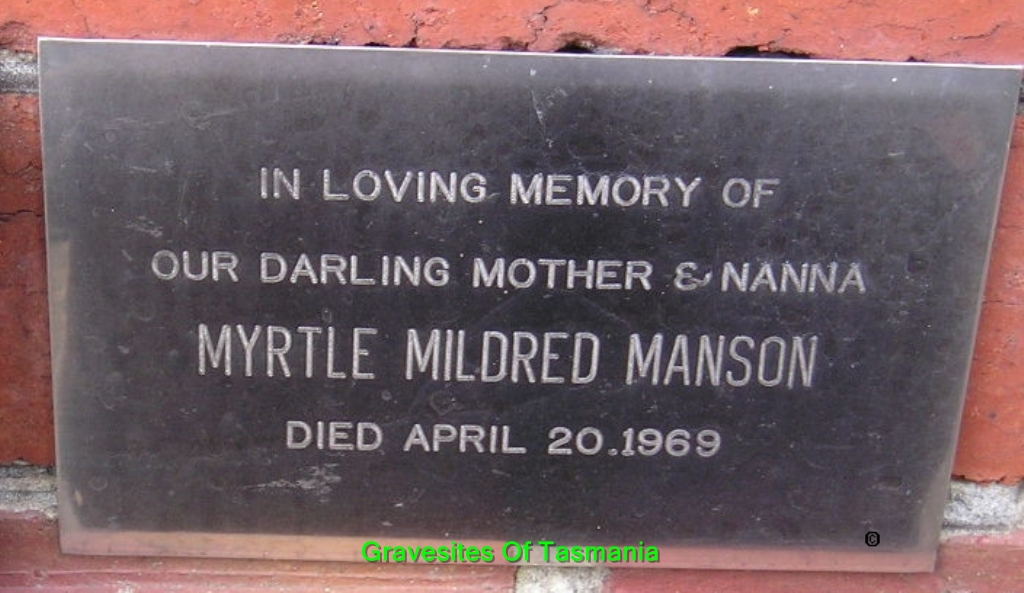 IN LOVING MEMORY OF
OUR DARLING MOTHER & NANNA
MYRTLE MILDRED MANSON
DIED APRIL 20.1969
©
Gravesites Of Tasmania